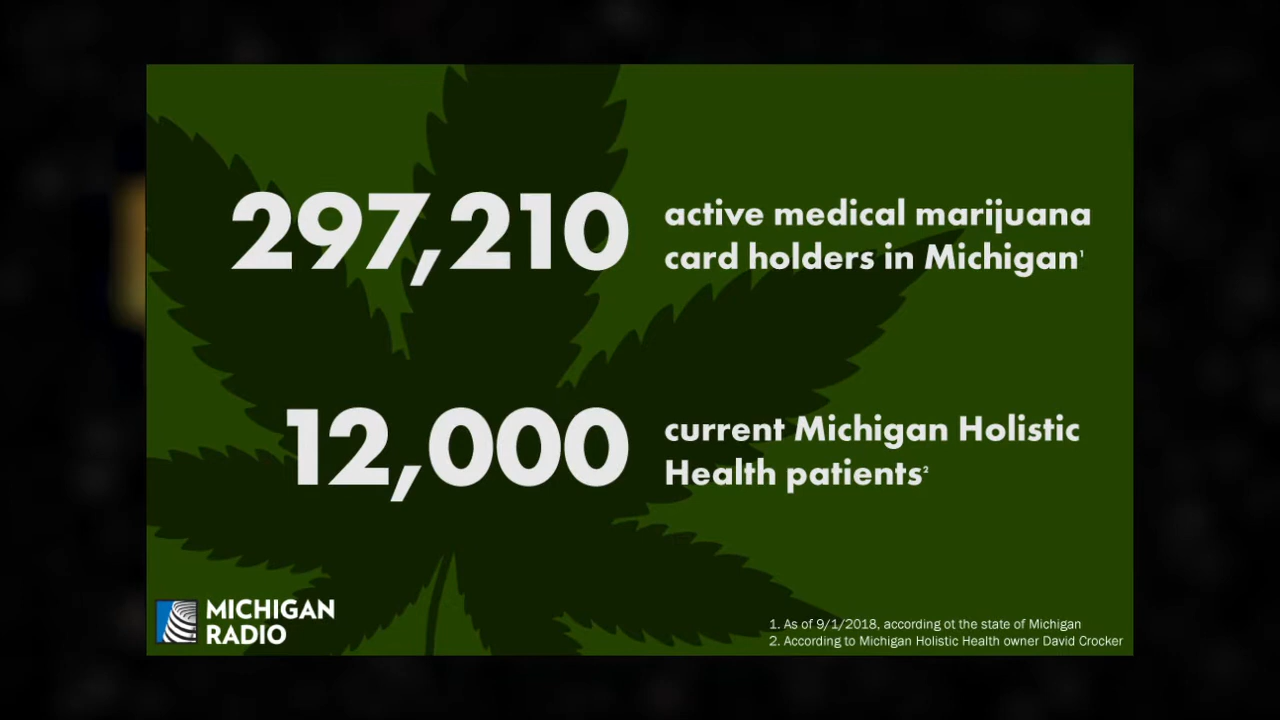 297,210
active medical marijuana
card holders in Michigan¹
12,000
current Michigan Holistic
Health patients²
MICHIGAN
RADIO
1. As of 9/1/2018, according ot the state of Michigan
2. According to Michigan Holistic Health owner David Crocker